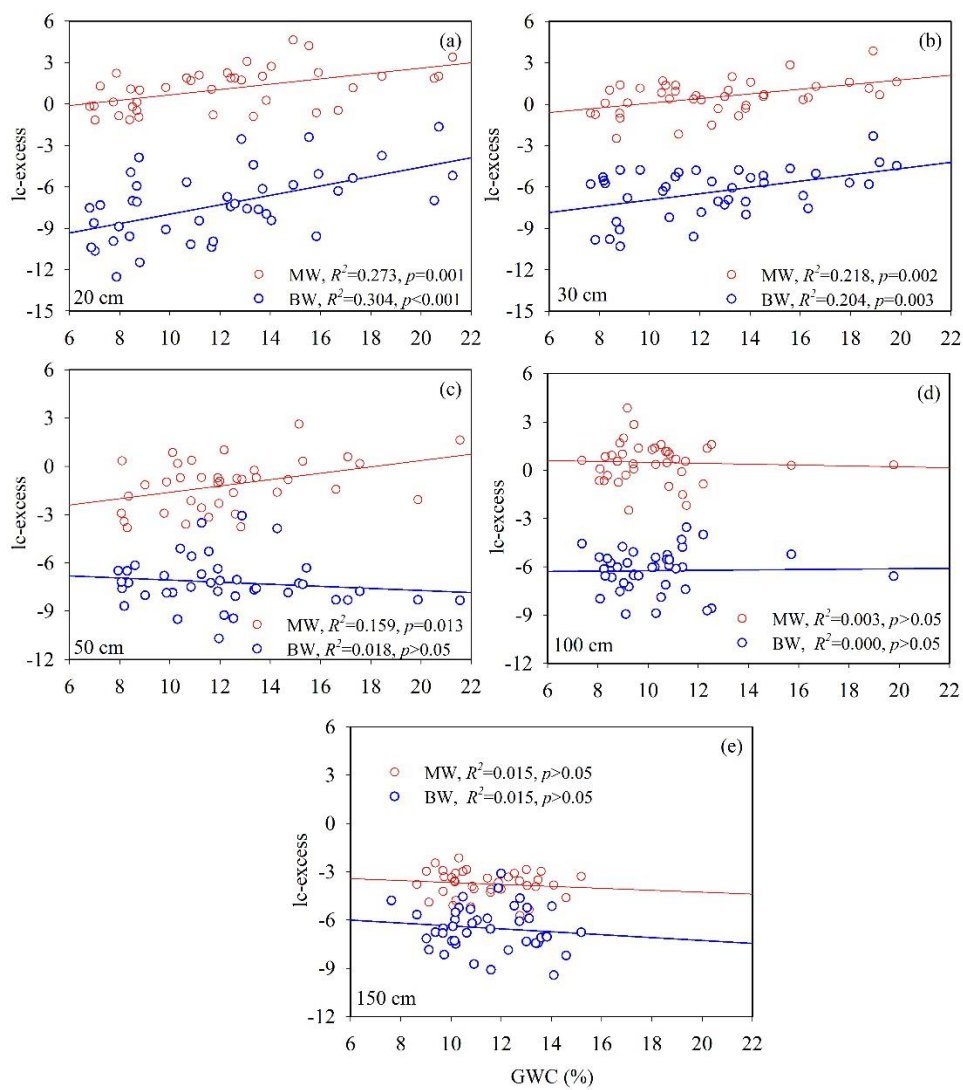 6
3
0
-3
-6
-9
-12
-15
lc-excess
(a)
MW, R²=0.273, p=0.001
BW, R²=0.304, p<0.001
20 cm
6 8 10 12 14 16 18 20 22
6
3
0
-3
-6
-9
-12
-15
lc-excess
(b)
MW, R²=0.218, p=0.002
BW, R²=0.204, p=0.003
30 cm
6 8 10 12 14 16 18 20 22
6
3
0
-3
-6
-9
-12
lc-excess
(c)
MW, R²=0.159, p=0.013
50 cm
BW, R²=0.018, p>0.05
6 8 10 12 14 16 18 20 22
6
3
0
-3
-6
-9
-12
lc-excess
(d)
MW, R²=0.003, p>0.05
BW, R²=0.000, p>0.05
100 cm
6 8 10 12 14 16 18 20 22
6
3
0
-3
-6
-9
-12
lc-excess
(e)
MW, R²=0.015, p>0.05
BW, R²=0.015, p>0.05
150 cm
6 8 10 12 14 16 18 20 22
GWC (%)